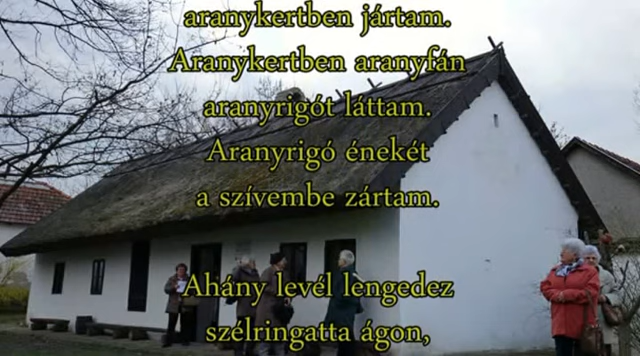 aranykertben jártam.
Aranykertben aranyfán
aranyrigót láttam.
Aranyrigó énekét
a szívembe zártam.
Ahány levél lengedez
szélringatta ágon,